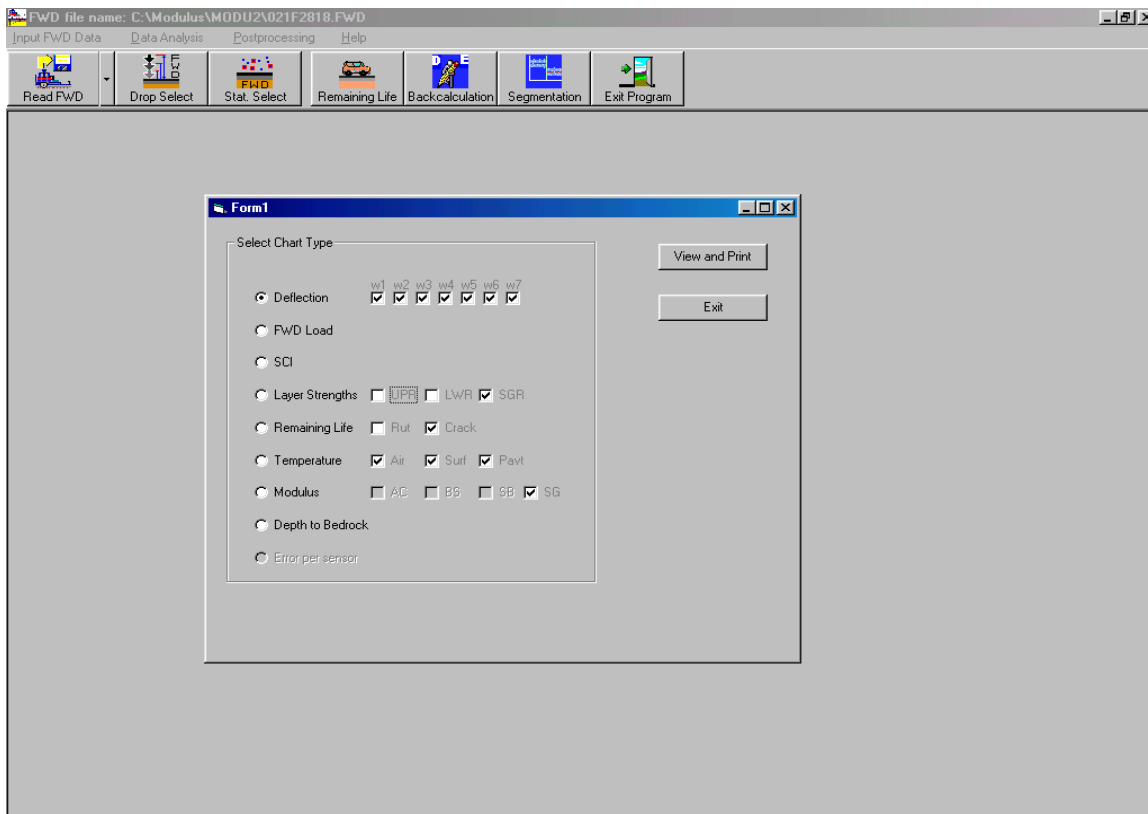 FWD file name: C:\Modulus\MODU2\021F2818.FWD
Input FWD Data Data Analysis Postprocessing Help
FWD D E
FWD
Read FWD Drop Select Stat. Select Remaining Life Backcalculation Segmentation Exit Program
Form1
Select Chart Type
View and Print
w1 w2 w3 w4 w5 w6 w7
Deflection
Exit
FWD Load
SCI
Layer Strengths UPR LWR SGR
Remaining Life Rut Crack
Temperature Air Surf Pavt
Modulus AC BS SB SG
Depth to Bedrock
Error per sensor